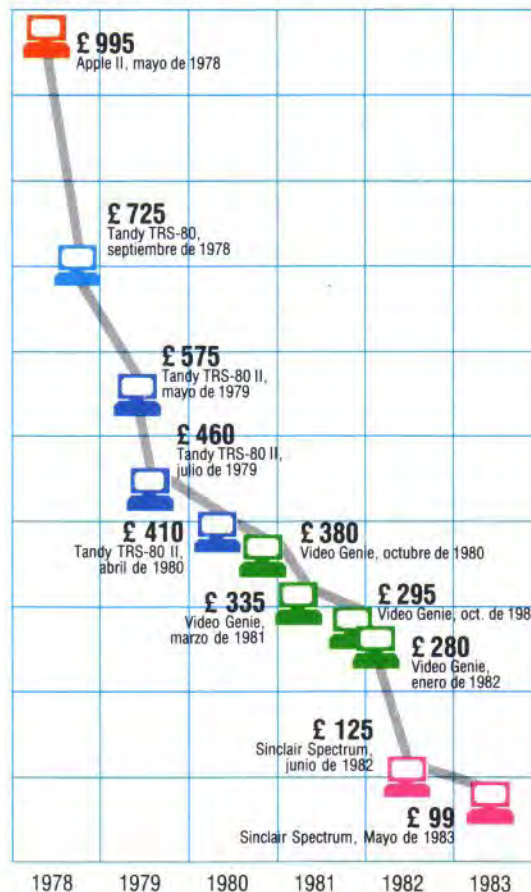 £ 995
Apple II, mayo de 1978
£ 725
Tandy TRS-80,
septiembre de 1978
£ 575
Tandy TRS-80 II,
mayo de 1979
£ 460
Tandy TRS-80 II,
julio de 1979
£ 410
Tandy TRS-80 II,
abril de 1980
£ 380
Video Genie, octubre de 1980
£ 335
Video Genie,
marzo de 1981
£ 295
Video Genie, oct. de
£ 280
Video Genie,
enero de 1982
£ 125
Sinclair Spectrum,
junio de 1982
£ 99
Sinclair Spectrum, Mayo de 1983
1978 1979 1980 1981 1982 1983